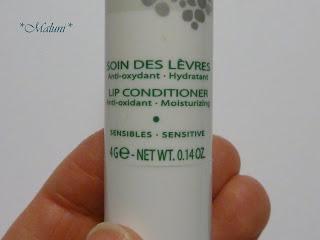 *Maluni*
SOIN DES LÈVRES
Anti-oxydant · Hydratant
LIP CONDITIONER
Anti-oxidant · Moisturizing
SENSIBLES · SENSITIVE
4G℮ - NET WT. 0.14 OZ.